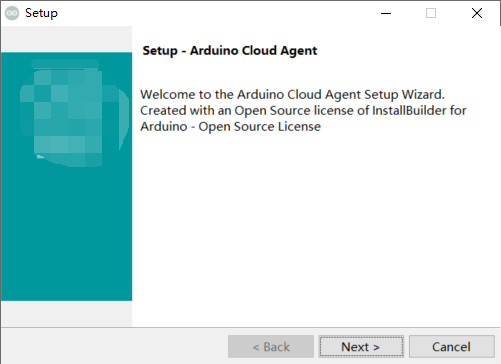 Setup
Setup - Arduino Cloud Agent
Welcome to the Arduino Cloud Agent Setup Wizard.
Created with an Open Source license of InstallBuilder for
Arduino - Open Source License
< Back
Next >
Cancel